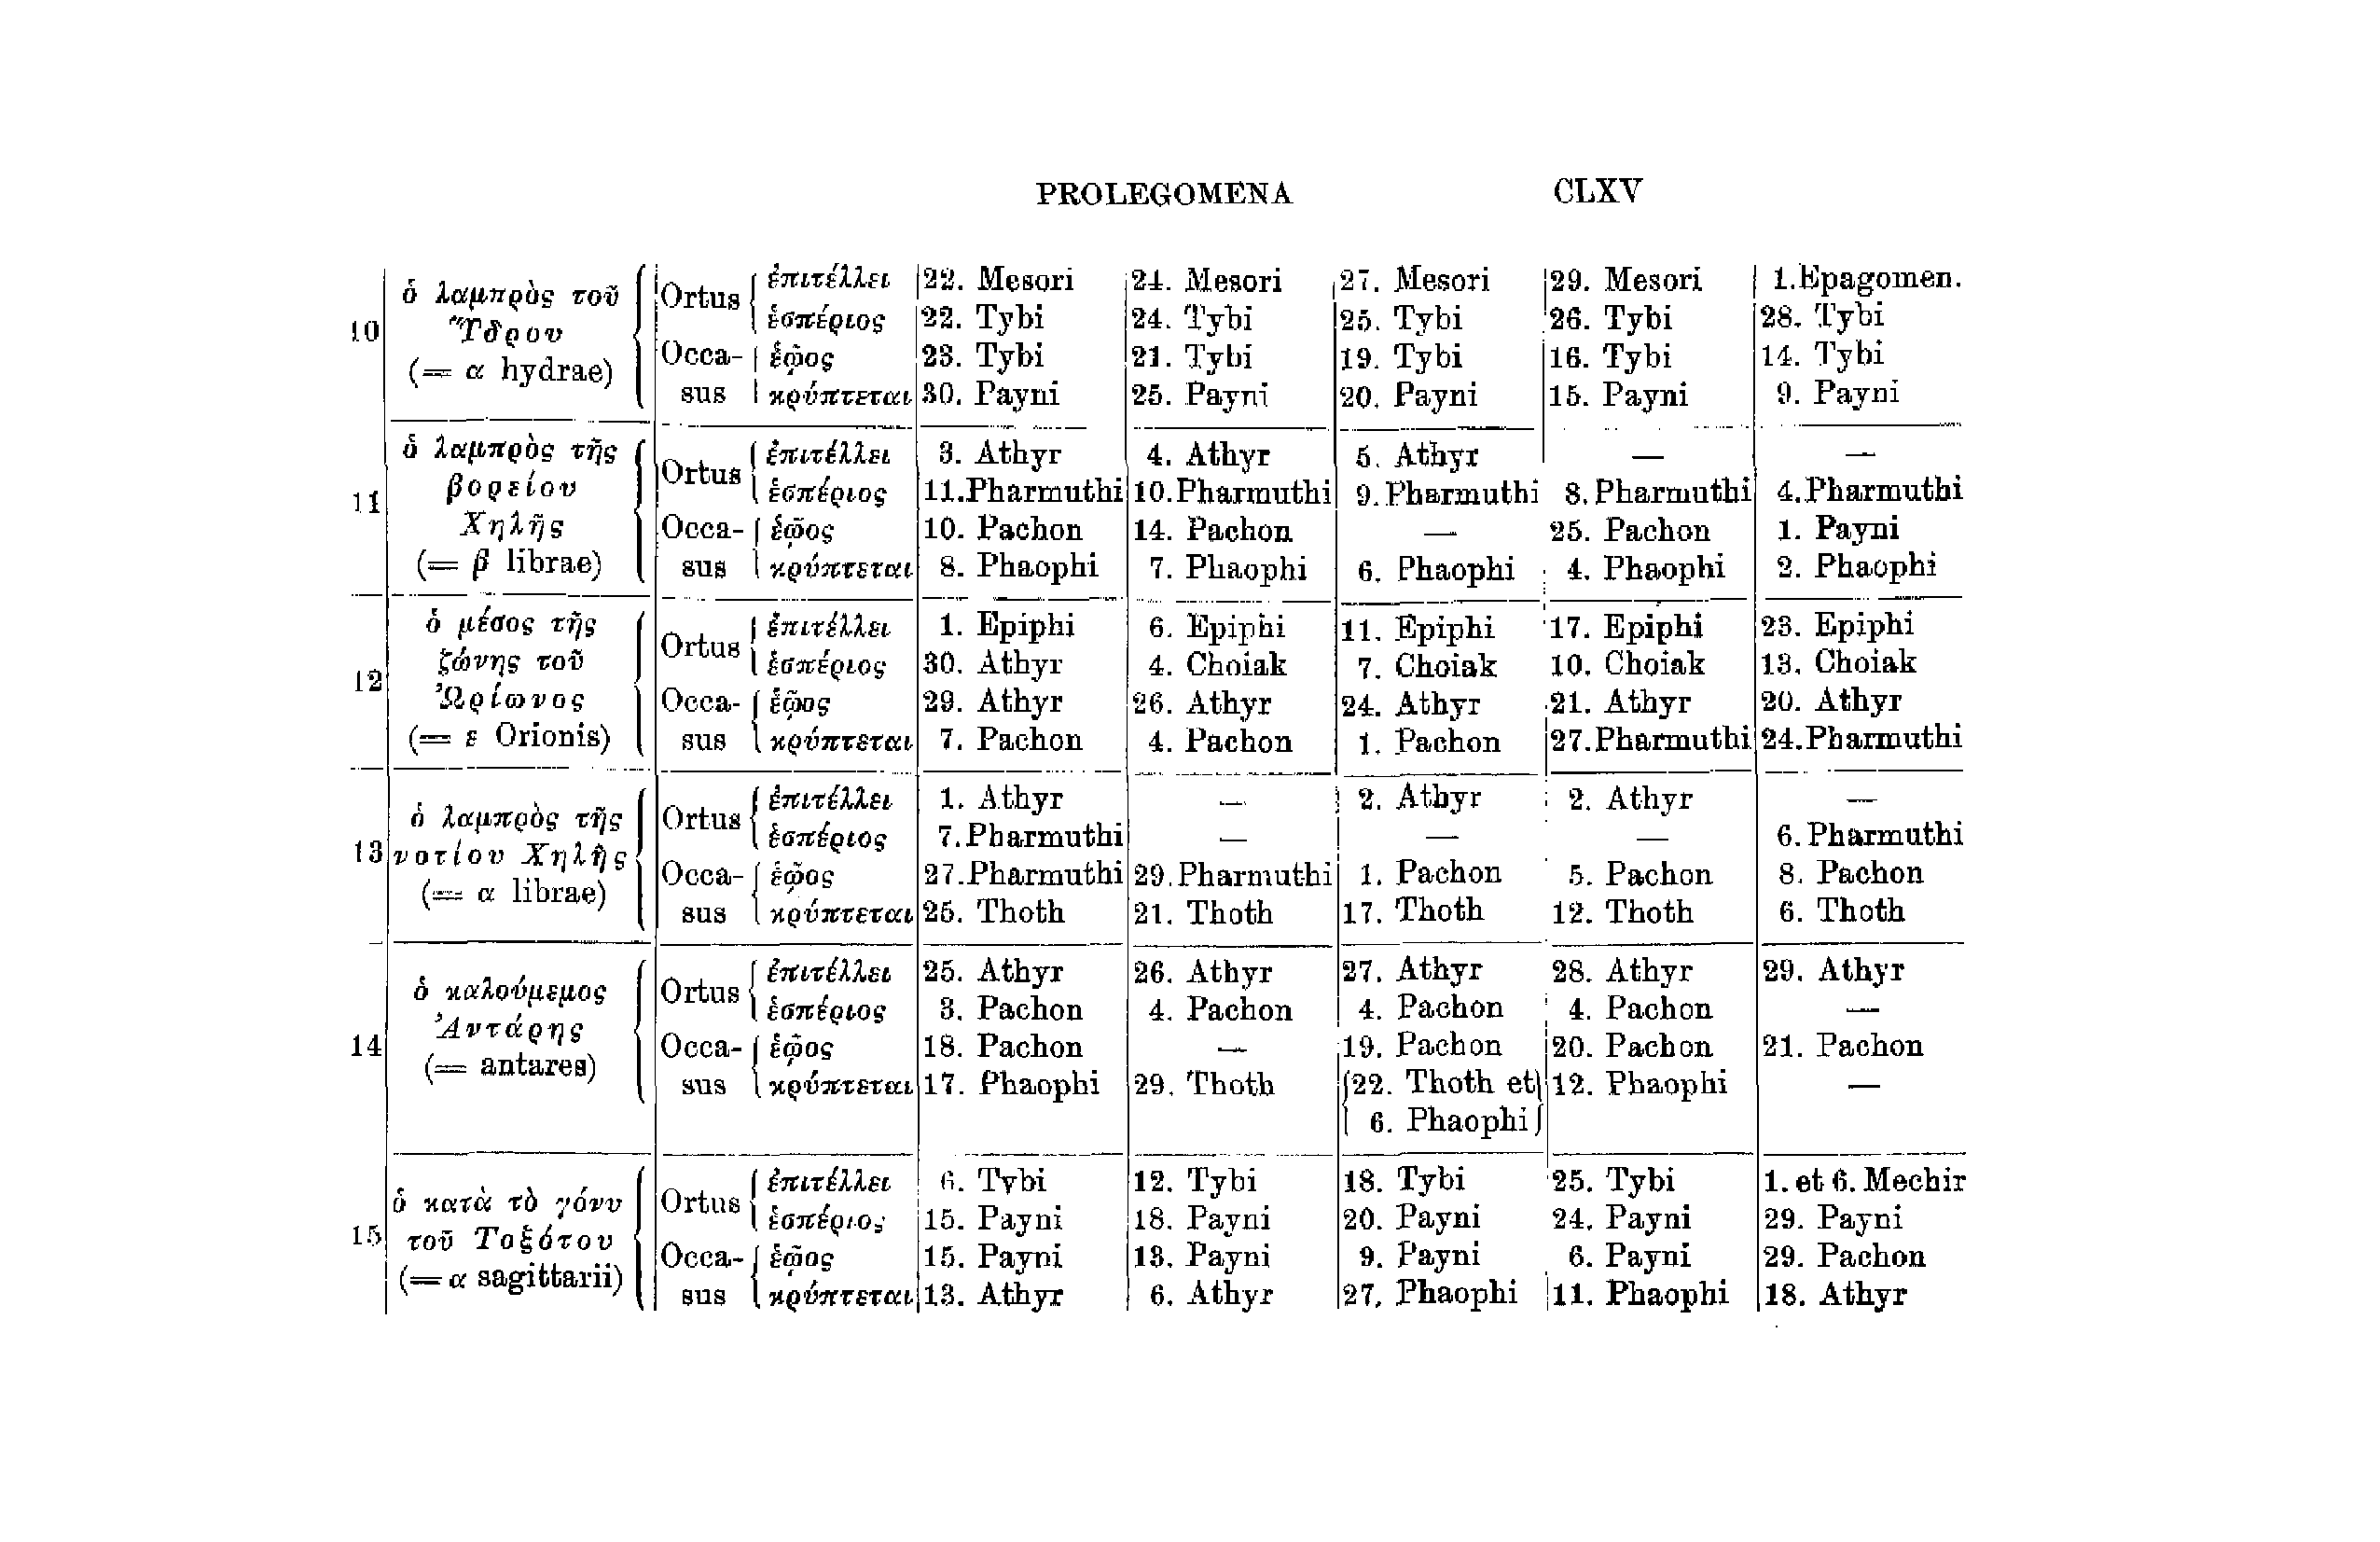 PROLEGOMENA CLXV
10 ὁ λαμπρὸς τοῦ Ὕδρου (= α hydrae)
Ortus ἐπιτέλλει 22. Mesori 24. Mesori 27. Mesori 29. Mesori 1. Epagomen.
ἑσπέριος 22. Tybi 24. Tybi 25. Tybi 26. Tybi 28. Tybi
Occa- ἑῷος 23. Tybi 21. Tybi 19. Tybi 16. Tybi 14. Tybi
sus κρύπτεται 30. Payni 25. Payni 20. Payni 15. Payni 9. Payni
11 ὁ λαμπρὸς τῆς βορείου Χηλῆς (= β librae)
Ortus ἐπιτέλλει 3. Athyr 4. Athyr 5. Athyr — —
ἑσπέριος 11. Pharmuthi 10. Pharmuthi 9. Pharmuthi 8. Pharmuthi 4. Pharmuthi
Occa- ἑῷος 10. Pachon 14. Pachon — 25. Pachon 1. Payni
sus κρύπτεται 8. Phaophi 7. Phaophi 6. Phaophi 4. Phaophi 2. Phaophi
12 ὁ μέσος τῆς ζώνης τοῦ Ὠρίωνος (= ε Orionis)
Ortus ἐπιτέλλει 1. Epiphi 6. Epiphi 11. Epiphi 17. Epiphi 23. Epiphi
ἑσπέριος 30. Athyr 4. Choiak 7. Choiak 10. Choiak 13. Choiak
Occa- ἑῷος 29. Athyr 26. Athyr 24. Athyr 21. Athyr 20. Athyr
sus κρύπτεται 7. Pachon 4. Pachon 1. Pachon 27. Pharmuthi 24. Pharmuthi
13 ὁ λαμπρὸς τῆς νοτίου Χηλῆς (= α librae)
Ortus ἐπιτέλλει 1. Athyr — 2. Athyr 2. Athyr —
ἑσπέριος 7. Pharmuthi — — — 6. Pharmuthi
Occa- ἑῷος 27. Pharmuthi 29. Pharmuthi 1. Pachon 5. Pachon 8. Pachon
sus κρύπτεται 25. Thoth 21. Thoth 17. Thoth 12. Thoth 6. Thoth
14 ὁ καλούμεμος Ἀντάρης (= antares)
Ortus ἐπιτέλλει 25. Athyr 26. Athyr 27. Athyr 28. Athyr 29. Athyr
ἑσπέριος 3. Pachon 4. Pachon 4. Pachon 4. Pachon —
Occa- ἑῷος 18. Pachon — 19. Pachon 20. Pachon 21. Pachon
sus κρύπτεται 17. Phaophi 29. Thoth 22. Thoth et 12. Phaophi —
6. Phaophi
15 ὁ κατὰ τὸ γόνυ τοῦ Τοξότου (= α sagittarii)
Ortus ἐπιτέλλει 6. Tybi 12. Tybi 18. Tybi 25. Tybi 1. et 6. Mechir
ἑσπέριος 15. Payni 18. Payni 20. Payni 24. Payni 29. Payni
Occa- ἑῷος 15. Payni 13. Payni 9. Payni 6. Payni 29. Pachon
sus κρύπτεται 13. Athyr 6. Athyr 27. Phaophi 11. Phaophi 18. Athyr